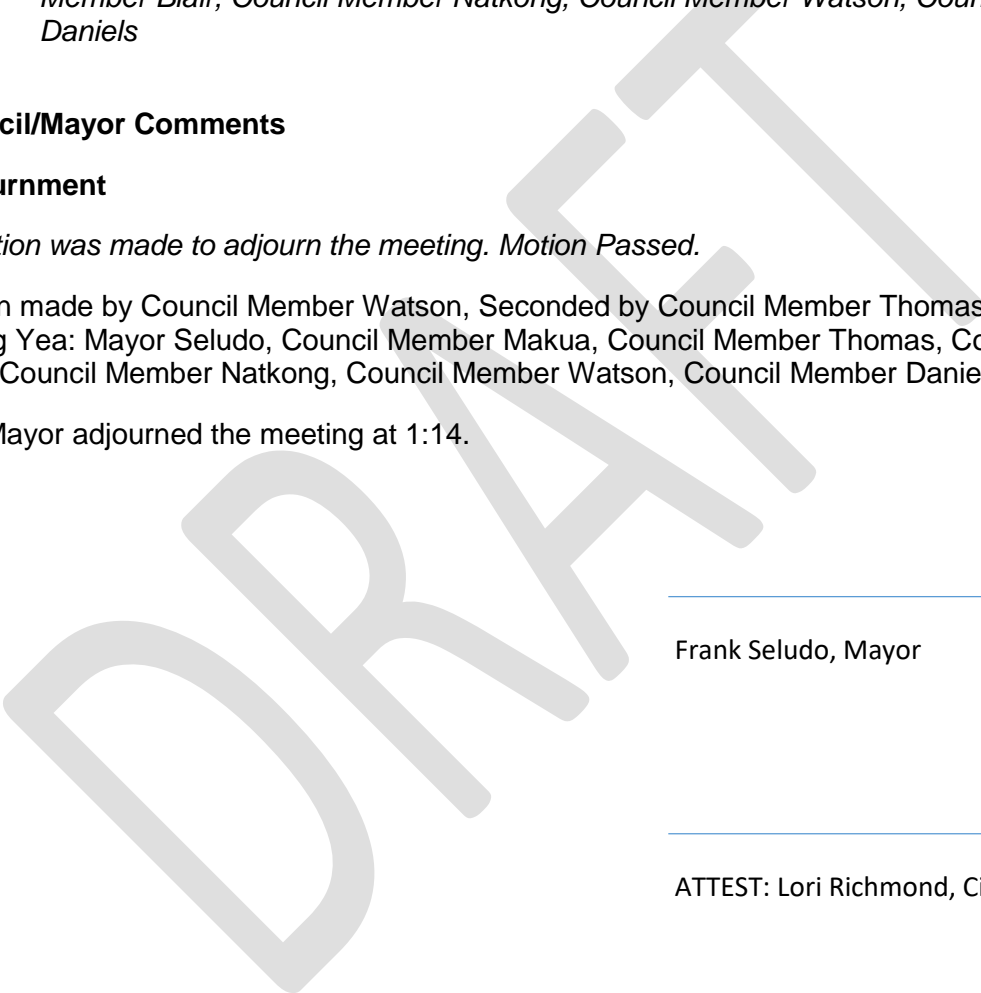 Member Blair, Council Member Natkong, Council Member Watson, Coun
Daniels
cil/Mayor Comments
urnment
tion was made to adjourn the meeting. Motion Passed.
n made by Council Member Watson, Seconded by Council Member Thomas
g Yea: Mayor Seludo, Council Member Makua, Council Member Thomas, Co
Council Member Natkong, Council Member Watson, Council Member Danie
Mayor adjourned the meeting at 1:14.
Frank Seludo, Mayor
ATTEST: Lori Richmond, Ci
DRAFT